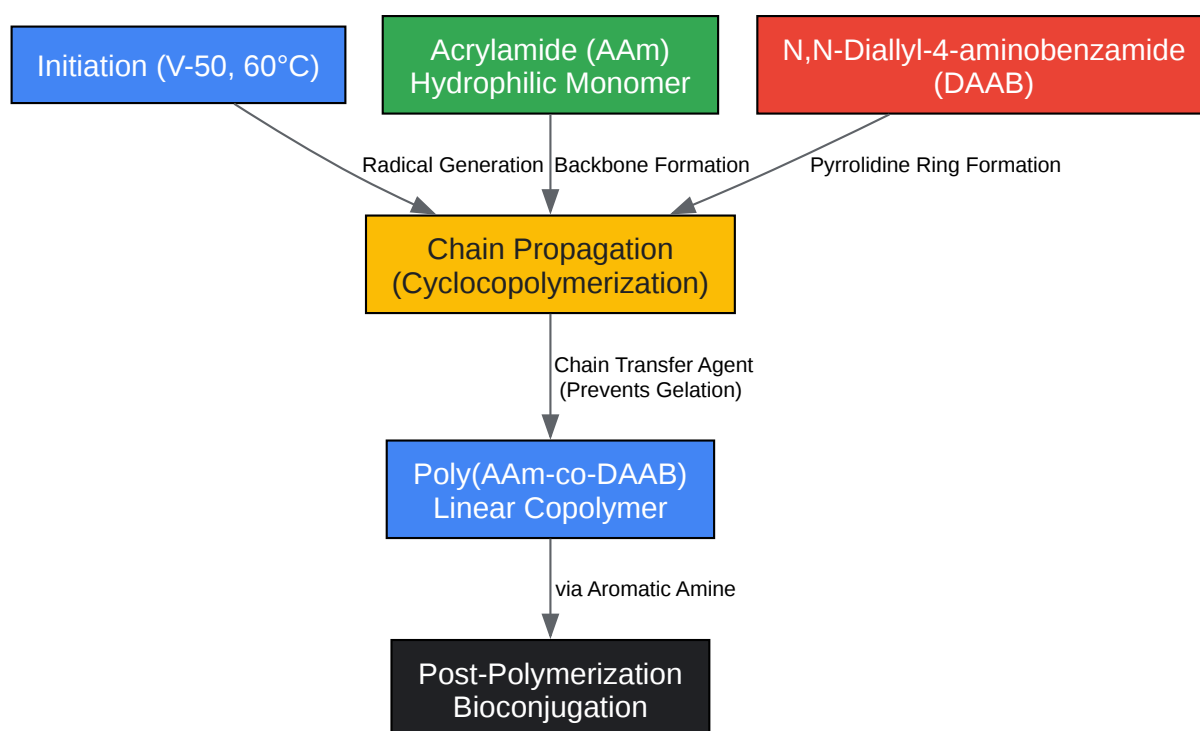 Initiation (V-50, 60°C)
Acrylamide (AAm)
Hydrophilic Monomer
N,N-Diallyl-4-aminobenzamide
(DAAB)
Radical Generation
Backbone Formation
Pyrrolidine Ring Formation
Chain Propagation
(Cyclocopolymerization)
Chain Transfer Agent
(Prevents Gelation)
Poly(AAm-co-DAAB)
Linear Copolymer
via Aromatic Amine
Post-Polymerization
Bioconjugation